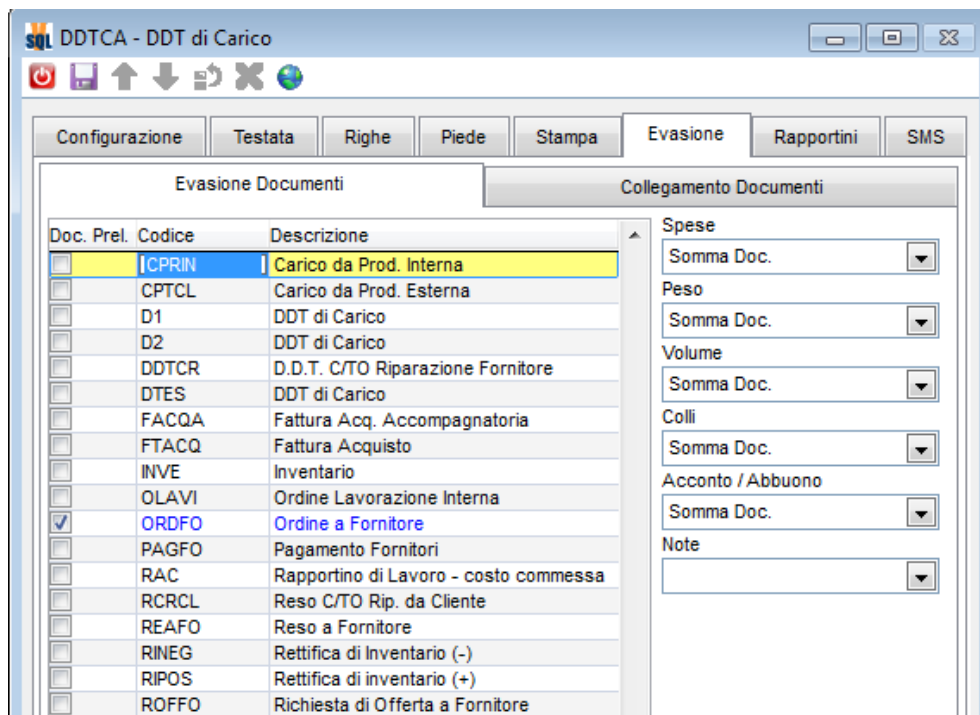 SQL DDTCA - DDT di Carico
Configurazione Testata Righe Piede Stampa Evasione Rapportini SMS
Evasione Documenti Collegamento Documenti
Doc. Prel. Codice Descrizione
CPRIN Carico da Prod. Interna
CPTCL Carico da Prod. Esterna
D1 DDT di Carico
D2 DDT di Carico
DDTCR D.D.T. C/TO Riparazione Fornitore
DTES DDT di Carico
FACQA Fattura Acq. Accompagnatoria
FTACQ Fattura Acquisto
INVE Inventario
OLAVI Ordine Lavorazione Interna
ORDFO Ordine a Fornitore
PAGFO Pagamento Fornitori
RAC Rapportino di Lavoro - costo commessa
RCRCL Reso C/TO Rip. da Cliente
REAFO Reso a Fornitore
RINEG Rettifica di Inventario (-)
RIPOS Rettifica di inventario (+)
ROFFO Richiesta di Offerta a Fornitore
Spese
Somma Doc.
Peso
Somma Doc.
Volume
Somma Doc.
Colli
Somma Doc.
Acconto / Abbuono
Somma Doc.
Note